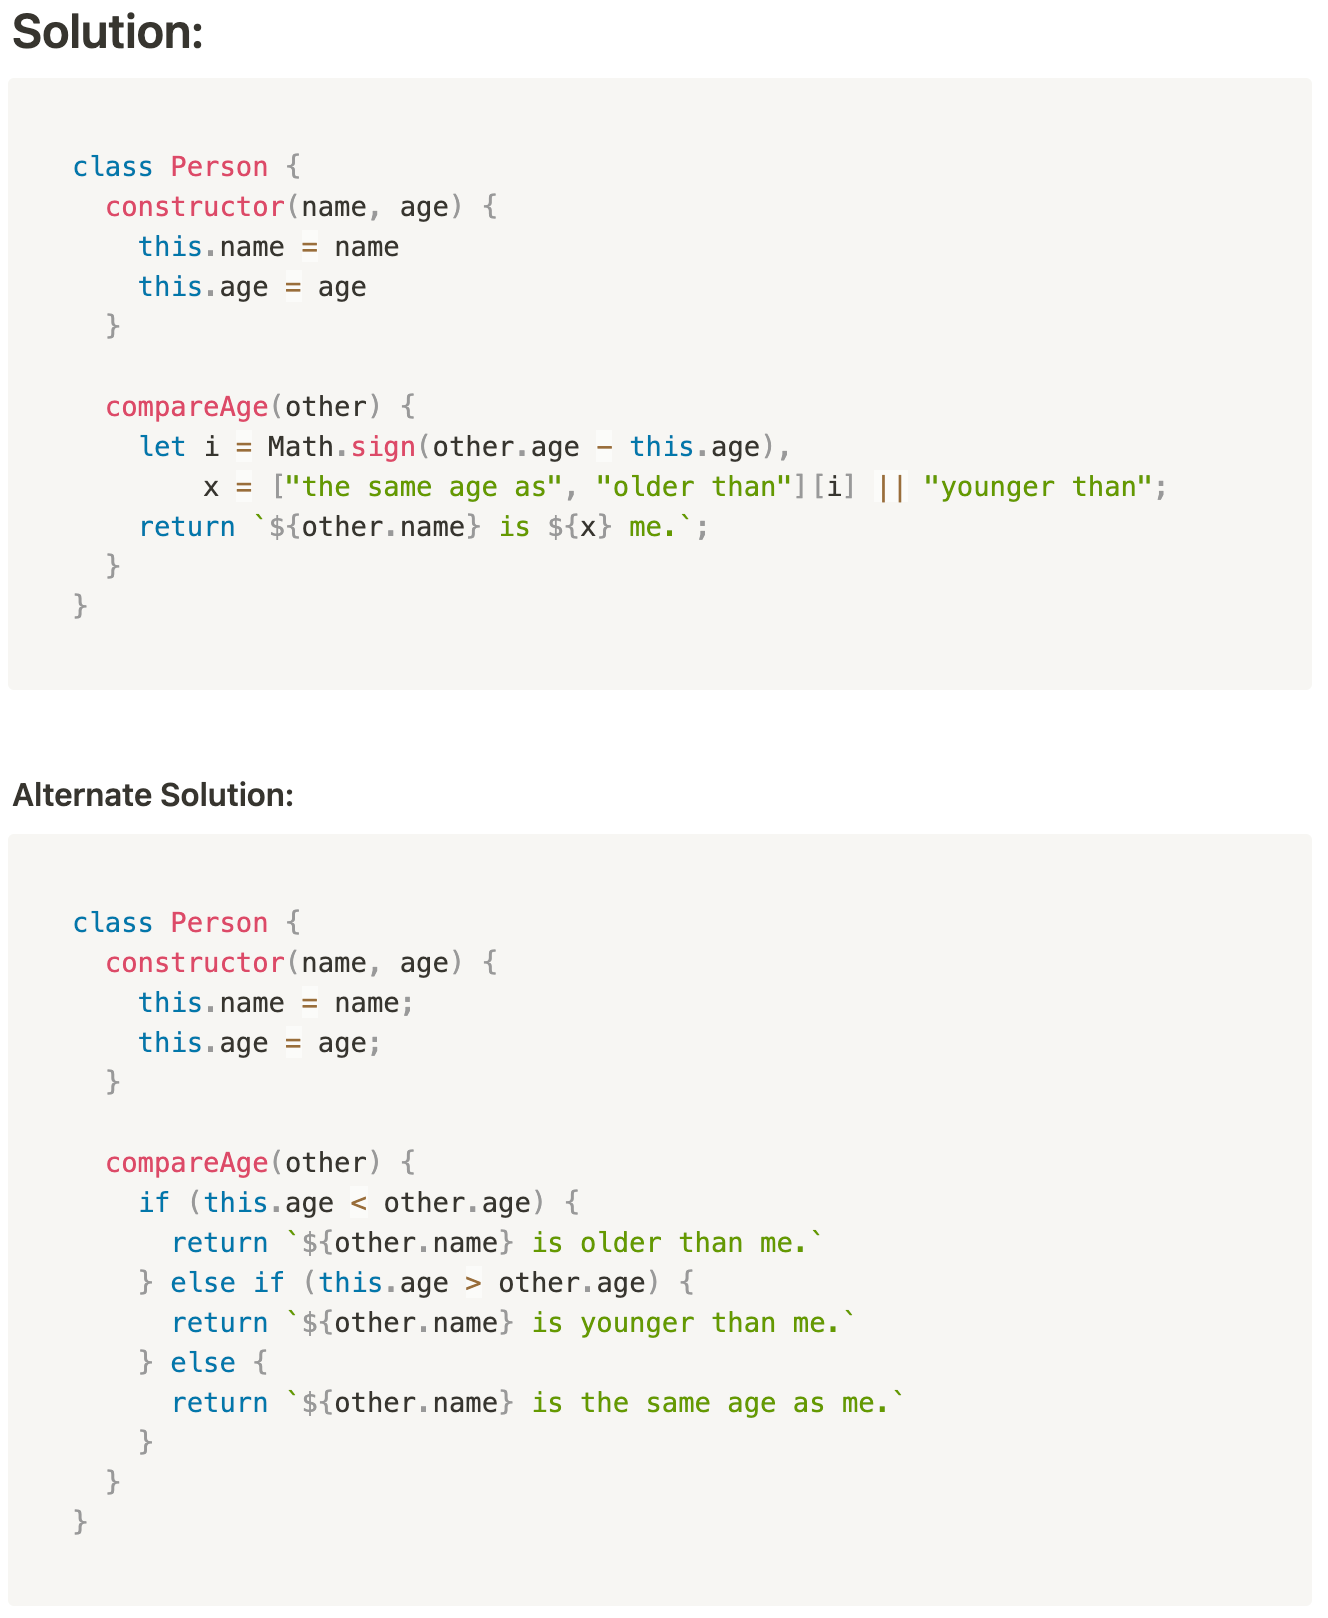 Solution:
class Person {
  constructor(name, age) {
    this.name = name
    this.age = age
  }
  compareAge(other) {
    let i = Math.sign(other.age - this.age),
        x = ["the same age as", "older than"][i] || "younger than";
    return `${other.name} is ${x} me.`;
  }
}
Alternate Solution:
class Person {
  constructor(name, age) {
    this.name = name;
    this.age = age;
  }
  compareAge(other) {
    if (this.age < other.age) {
      return `${other.name} is older than me.`
    } else if (this.age > other.age) {
      return `${other.name} is younger than me.`
    } else {
      return `${other.name} is the same age as me.`
    }
  }
}